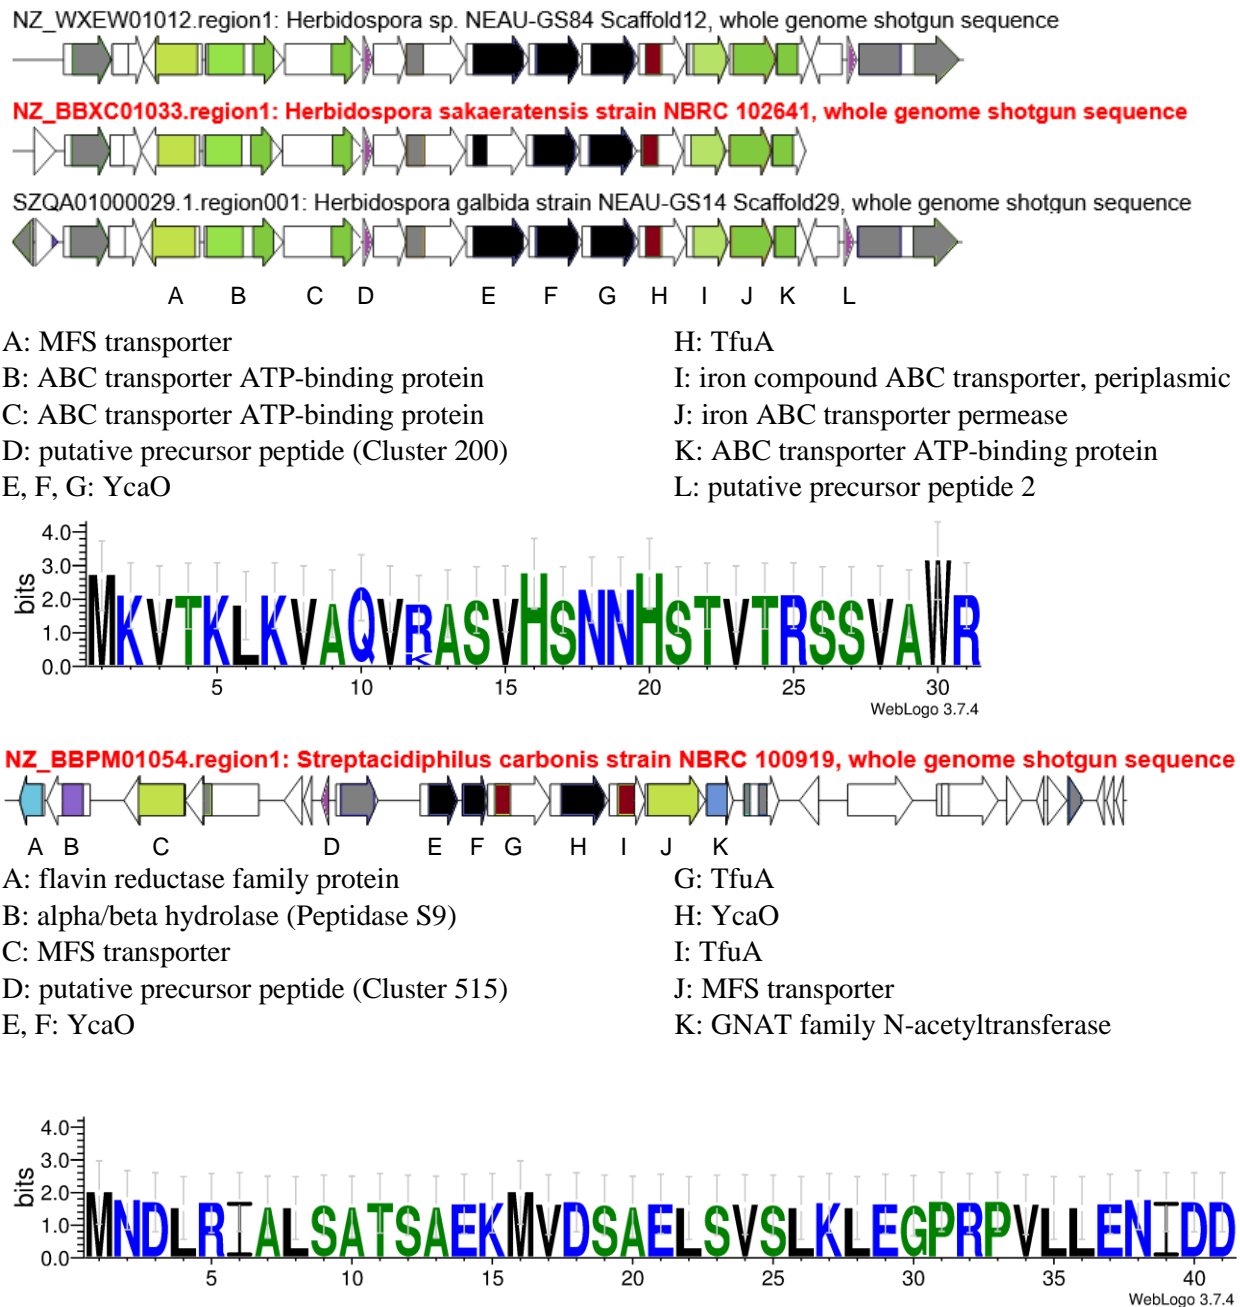 NZ_WXEW01012.region1: Herbidospora sp. NEAU-GS84 Scaffold12, whole genome shotgun sequence
NZ_BBXC01033.region1: Herbidospora sakaeratensis strain NBRC 102641, whole genome shotgun sequence
SZQA01000029.1.region001: Herbidospora galbida strain NEAU-GS14 Scaffold29, whole genome shotgun sequence
A B C D E F G H I J K L
A: MFS transporter
B: ABC transporter ATP-binding protein
C: ABC transporter ATP-binding protein
D: putative precursor peptide (Cluster 200)
E, F, G: YcaO
H: TfuA
I: iron compound ABC transporter, periplasmic
J: iron ABC transporter permease
K: ABC transporter ATP-binding protein
L: putative precursor peptide 2
4.0
3.0
2.0
1.0
0.0
bits
MKVTKLKVAQVRASVHSNNHSTVTRSSVAWR
K
5 10 15 20 25 30
WebLogo 3.7.4
NZ_BBPM01054.region1: Streptacidiphilus carbonis strain NBRC 100919, whole genome shotgun sequence
A B C D E F G H I J K
A: flavin reductase family protein
B: alpha/beta hydrolase (Peptidase S9)
C: MFS transporter
D: putative precursor peptide (Cluster 515)
E, F: YcaO
G: TfuA
H: YcaO
I: TfuA
J: MFS transporter
K: GNAT family N-acetyltransferase
4.0
3.0
2.0
1.0
0.0
bits
MNDLRIALSATSAEKMVDSAELSVSLKLEGPRPVLLENIDD
5 10 15 20 25 30 35 40
WebLogo 3.7.4